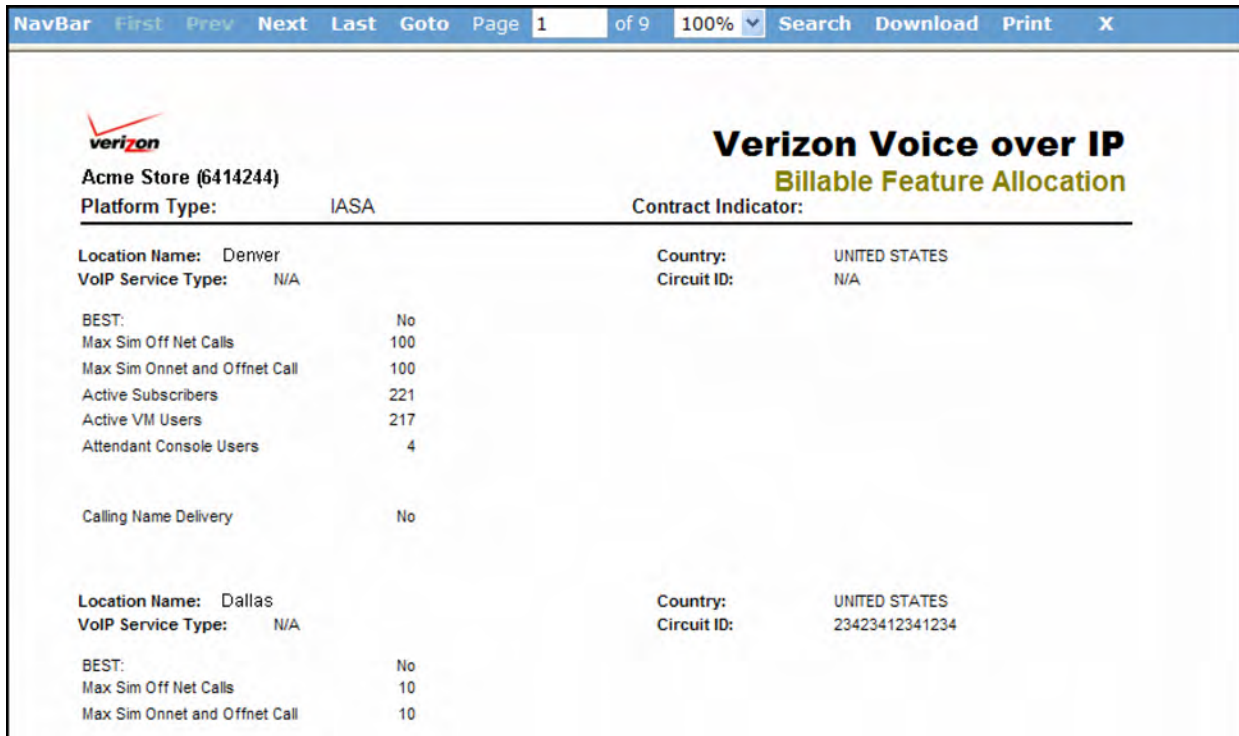 NavBar First Prev Next Last Goto Page 1 of 9 100% Search Download Print X
verizon
Verizon Voice over IP
Acme Store (6414244)
Billable Feature Allocation
Platform Type: IASA Contract Indicator:
Location Name: Denver Country: UNITED STATES
VoIP Service Type: N/A Circuit ID: N/A
BEST: No
Max Sim Off Net Calls 100
Max Sim Onnet and Offnet Call 100
Active Subscribers 221
Active VM Users 217
Attendant Console Users 4
Calling Name Delivery No
Location Name: Dallas Country: UNITED STATES
VoIP Service Type: N/A Circuit ID: 23423412341234
BEST: No
Max Sim Off Net Calls 10
Max Sim Onnet and Offnet Call 10